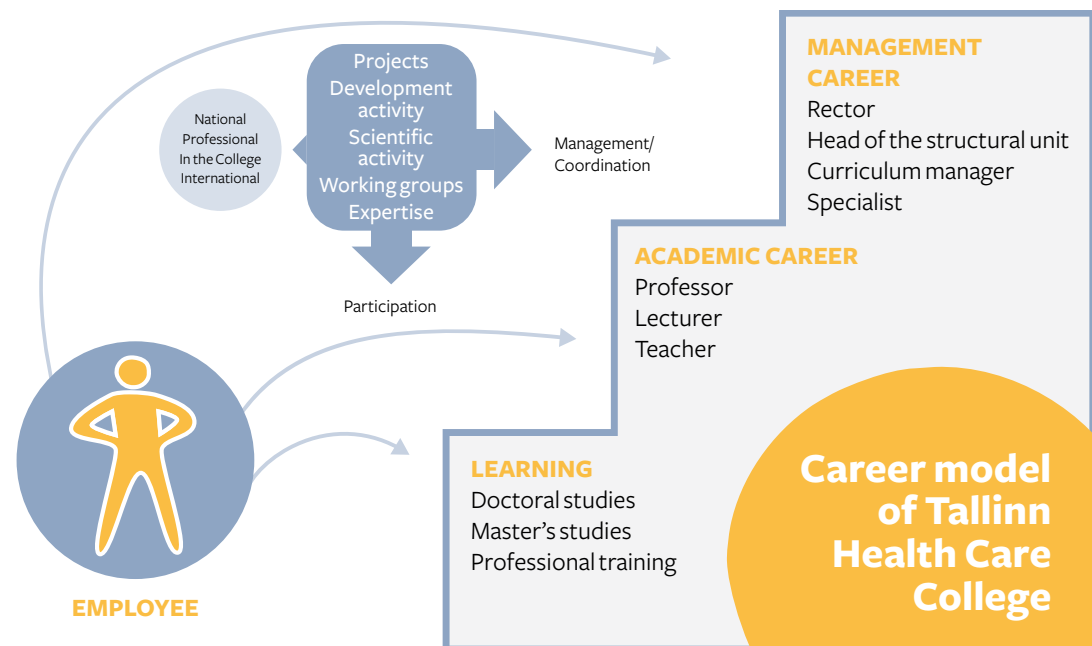 MANAGEMENT
CAREER
Rector
Head of the structural unit
Curriculum manager
Specialist
Projects
Development
activity
Scientific
activity
Working groups
Expertise
National
Professional
In the College
International
Management/
Coordination
Participation
ACADEMIC CAREER
Professor
Lecturer
Teacher
LEARNING
Doctoral studies
Master’s studies
Professional training
Career model
of Tallinn
Health Care
College
EMPLOYEE